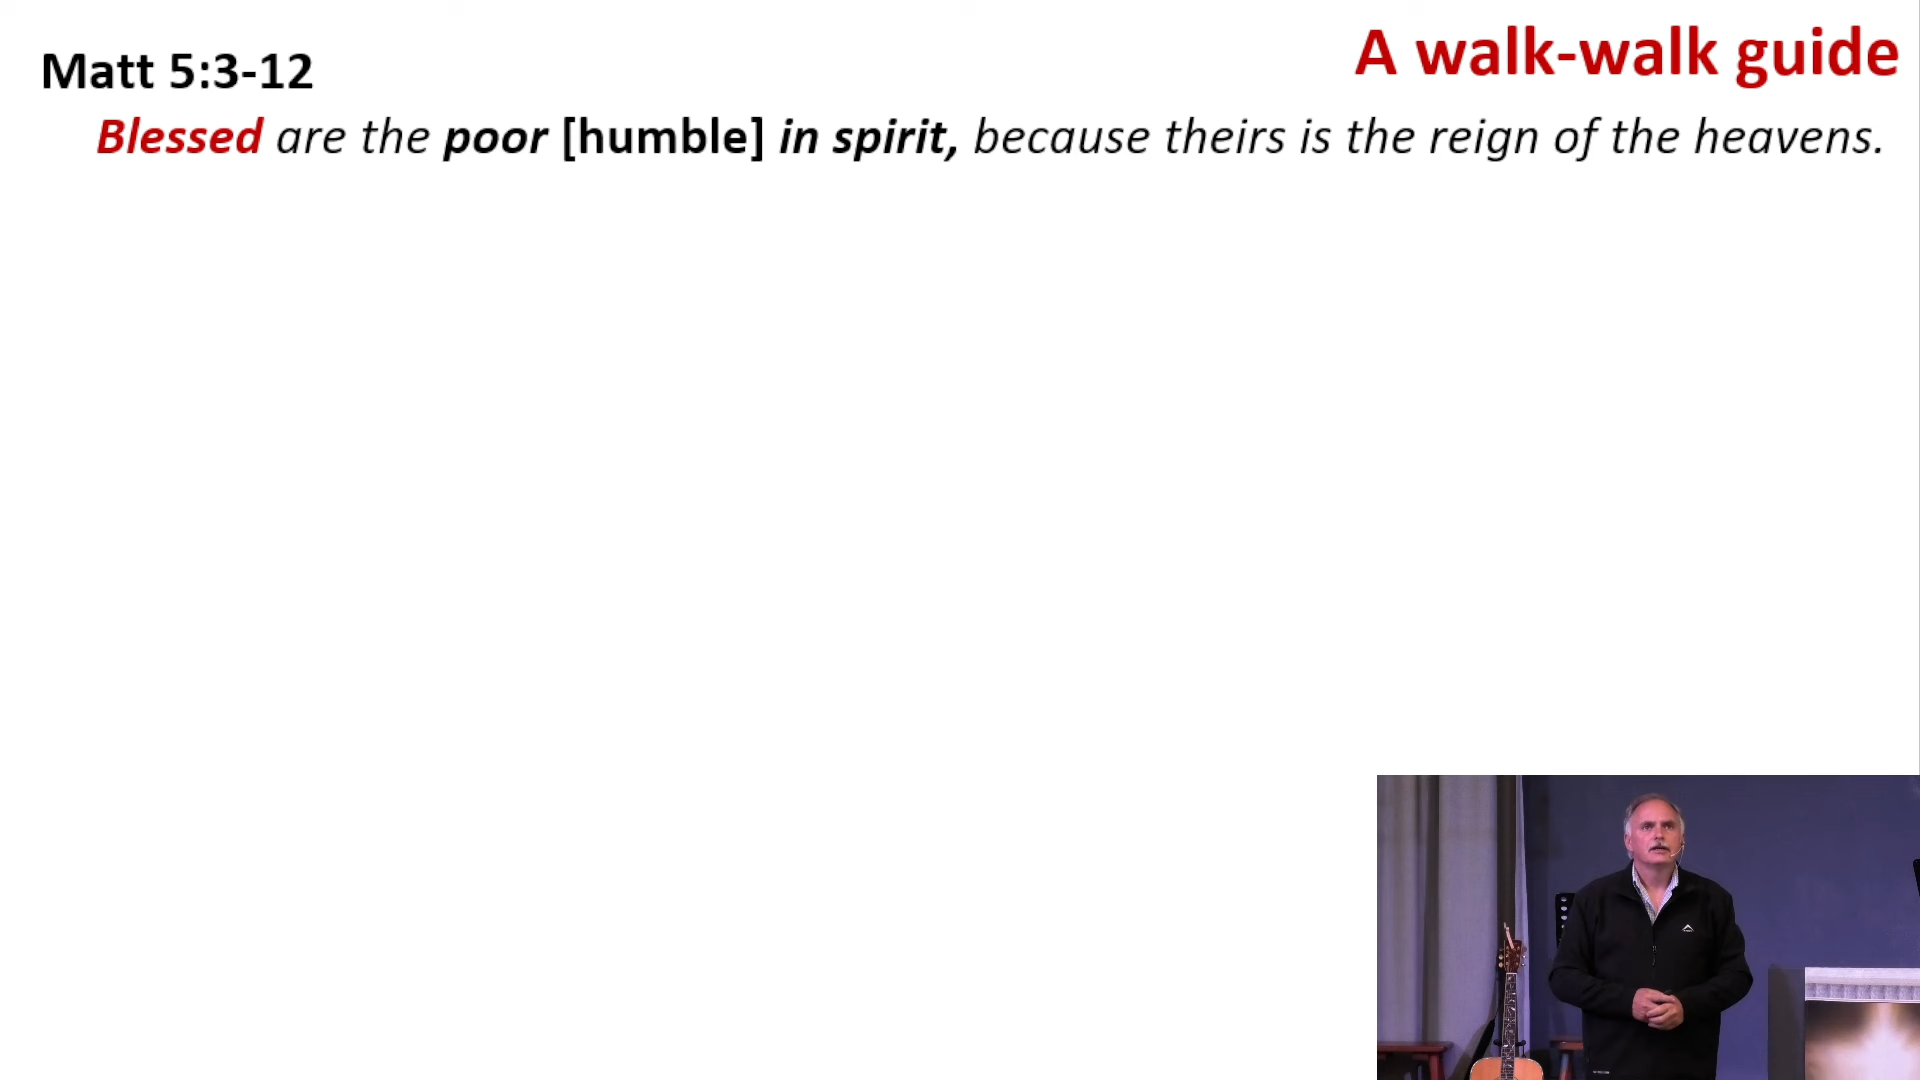 A walk-walk guide
Matt 5:3-12
Blessed are the poor [humble] in spirit, because theirs is the reign of the heavens.